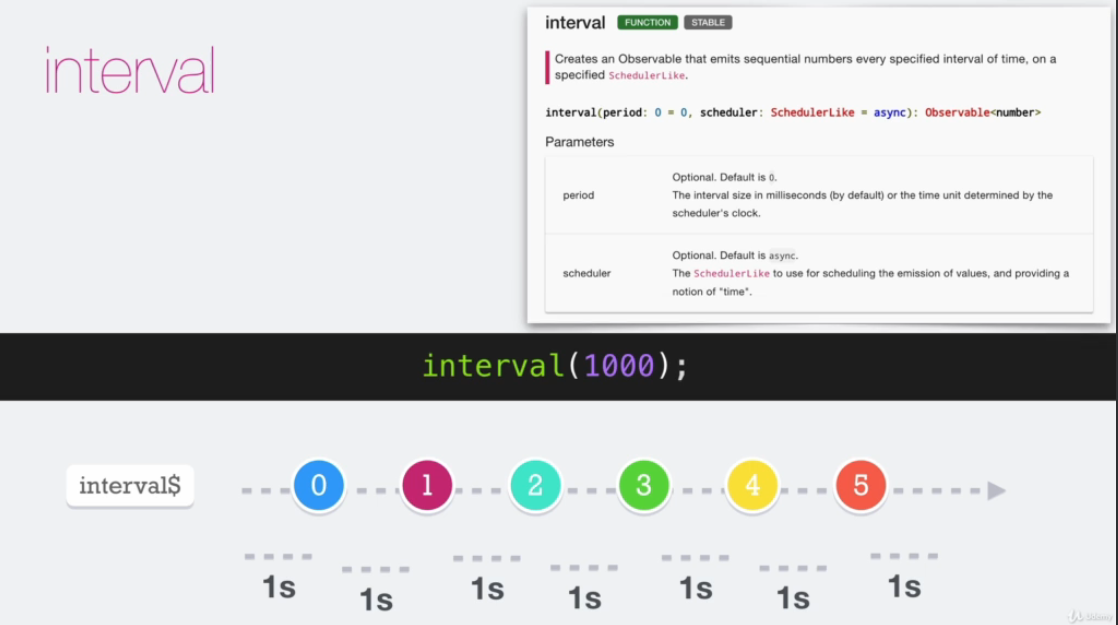 interval
interval FUNCTION STABLE
Creates an Observable that emits sequential numbers every specified interval of time, on a
specified SchedulerLike.
interval(period: 0 = 0, scheduler: SchedulerLike = async): Observable<number>
Parameters
Optional. Default is 0.
period
The interval size in milliseconds (by default) or the time unit determined by the
scheduler's clock.
Optional. Default is async.
scheduler
The SchedulerLike to use for scheduling the emission of values, and providing a
notion of "time".
interval(1000);
interval$ 0 1 2 3 4 5
1s 1s 1s 1s 1s 1s 1s
Udemy